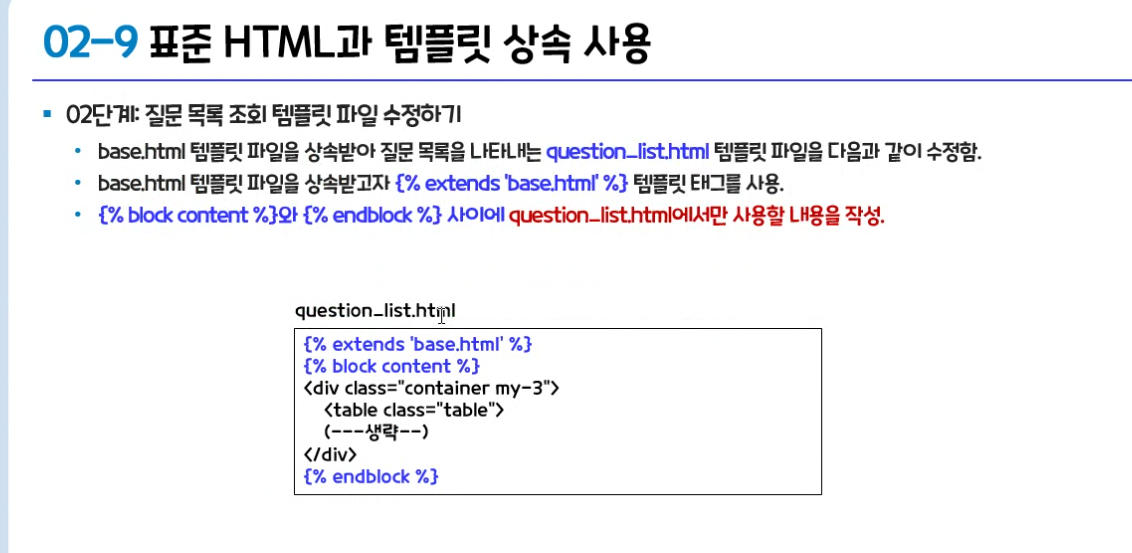 02-9 표준 HTML과 템플릿 상속 사용
02단계: 질문 목록 조회 템플릿 파일 수정하기
base.html 템플릿 파일을 상속받아 질문 목록을 나타내는 question_list.html 템플릿 파일을 다음과 같이 수정함.
base.html 템플릿 파일을 상속받고자 {% extends 'base.html' %} 템플릿 태그를 사용.
{% block content %}와 {% endblock %} 사이에 question_list.html에서만 사용할 내용을 작성.
question_list.html
{% extends 'base.html' %}
{% block content %}
<div class="container my-3">
<table class="table">
(---생략--)
</div>
{% endblock %}